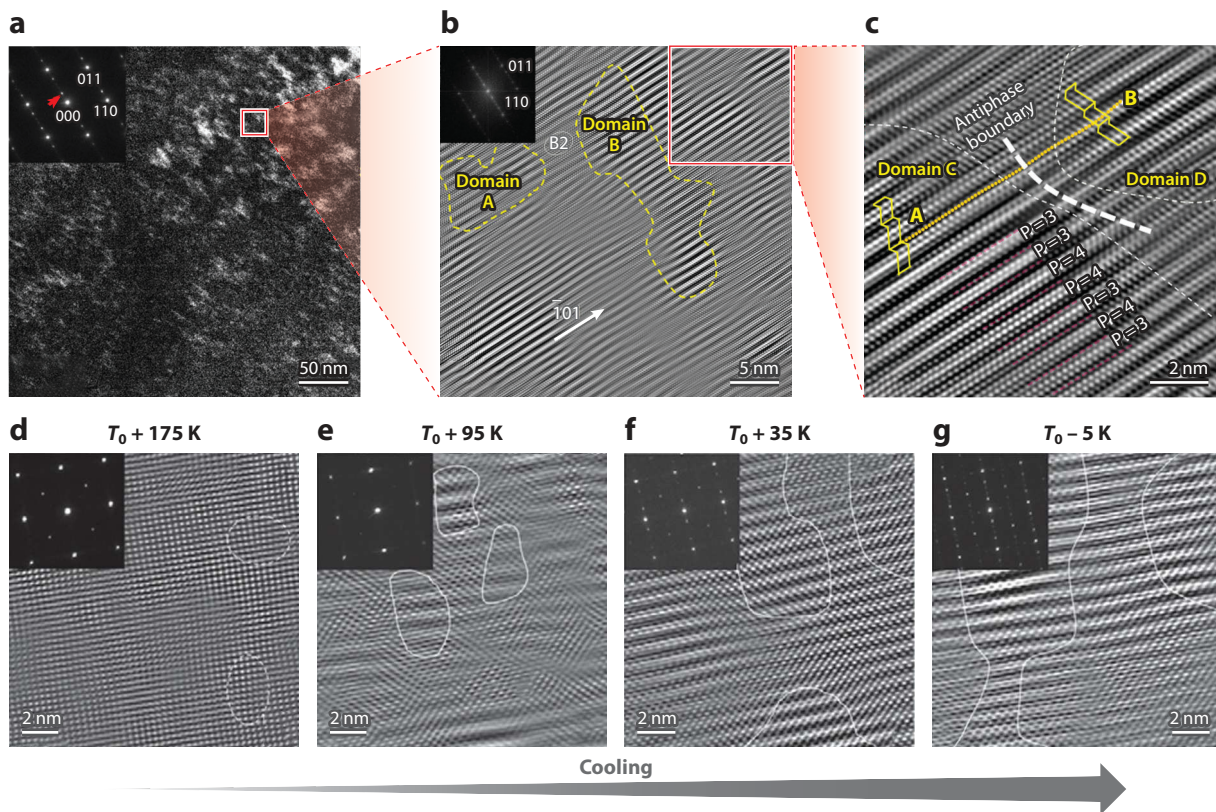 a
011
000
110
50 nm
b
011
110
B2
Domain
B
Domain
A
1̅01
5 nm
c
Antiphase
boundary
B
Domain C
Domain D
A
P = 3
P = 3
P = 4
P = 4
P = 3
P = 4
P = 3
2 nm
d
T₀ + 175 K
2 nm
e
T₀ + 95 K
2 nm
f
T₀ + 35 K
2 nm
g
T₀ – 5 K
2 nm
Cooling